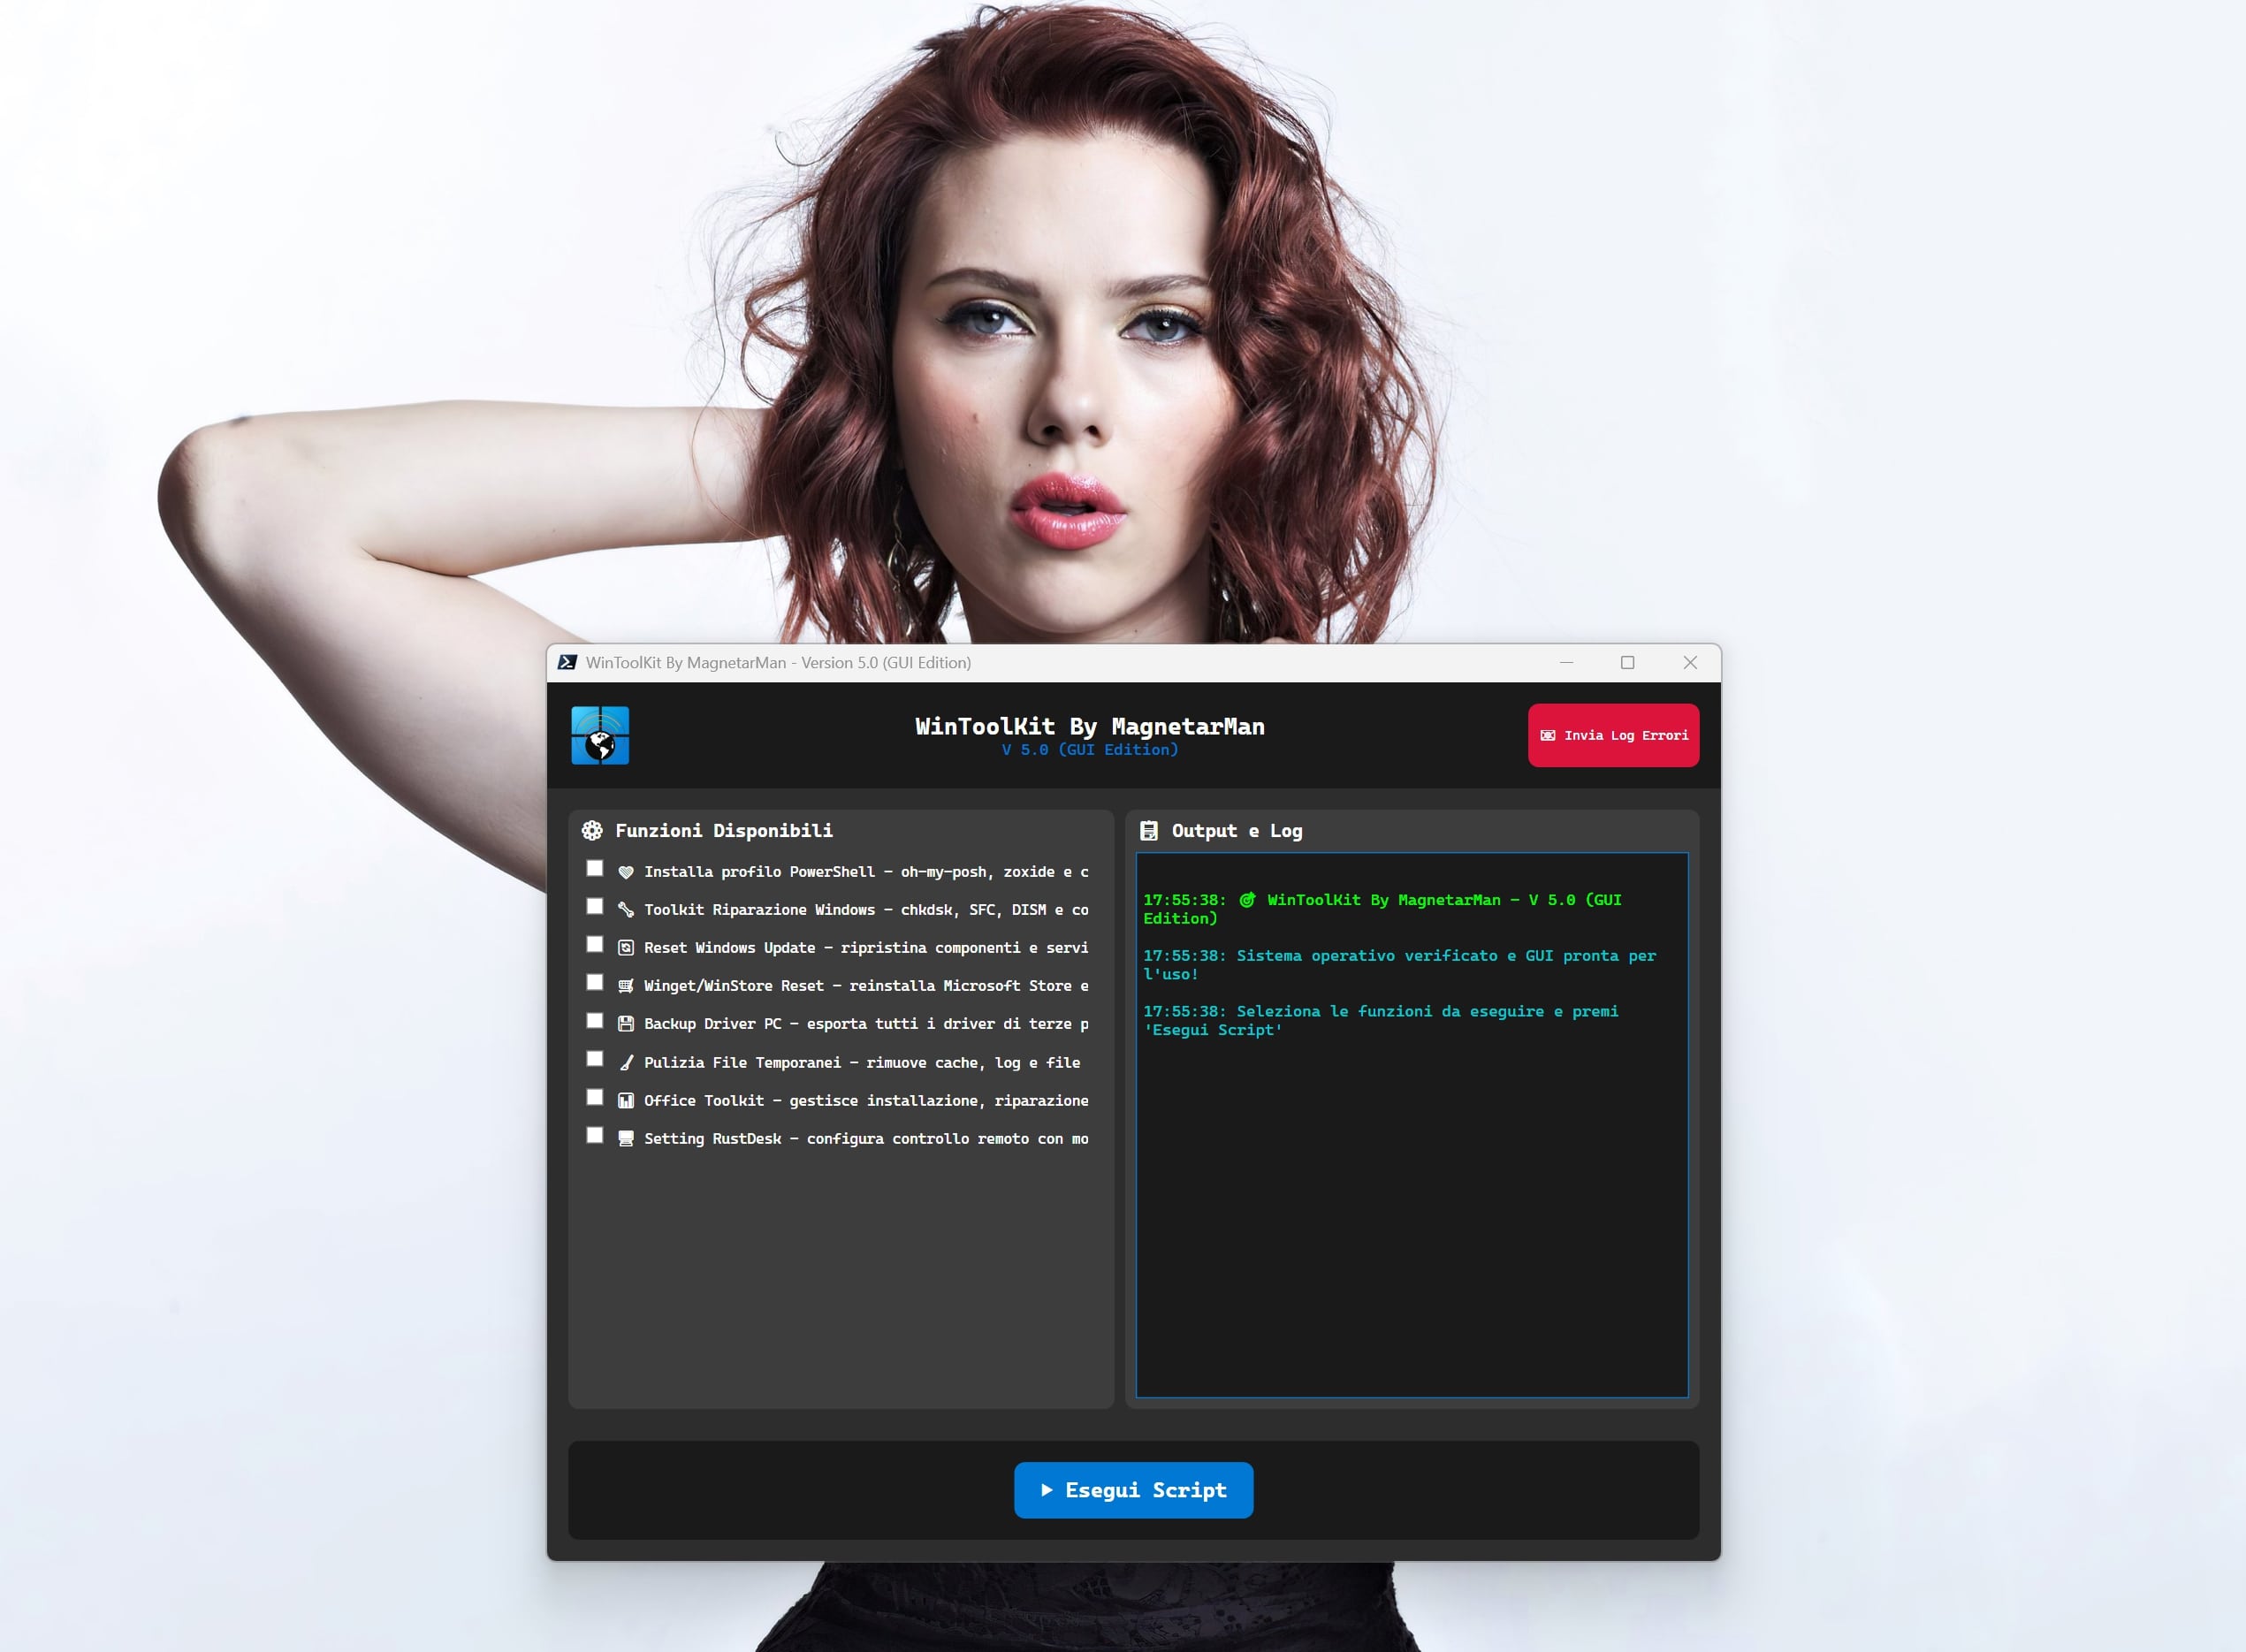 WinToolKit By MagnetarMan - Version 5.0 (GUI Edition)
WinToolKit By MagnetarMan
V 5.0 (GUI Edition)
Invia Log Errori
Funzioni Disponibili
Installa profilo PowerShell - oh-my-posh, zoxide e c
Toolkit Riparazione Windows - chkdsk, SFC, DISM e co
Reset Windows Update - ripristina componenti e servi
Winget/WinStore Reset - reinstalla Microsoft Store e
Backup Driver PC - esporta tutti i driver di terze p
Pulizia File Temporanei - rimuove cache, log e file
Office Toolkit - gestisce installazione, riparazione
Setting RustDesk - configura controllo remoto con mo
Output e Log
17:55:38: 🎯 WinToolKit By MagnetarMan - V 5.0 (GUI
Edition)
17:55:38: Sistema operativo verificato e GUI pronta per
l'uso!
17:55:38: Seleziona le funzioni da eseguire e premi
'Esegui Script'
▶ Esegui Script